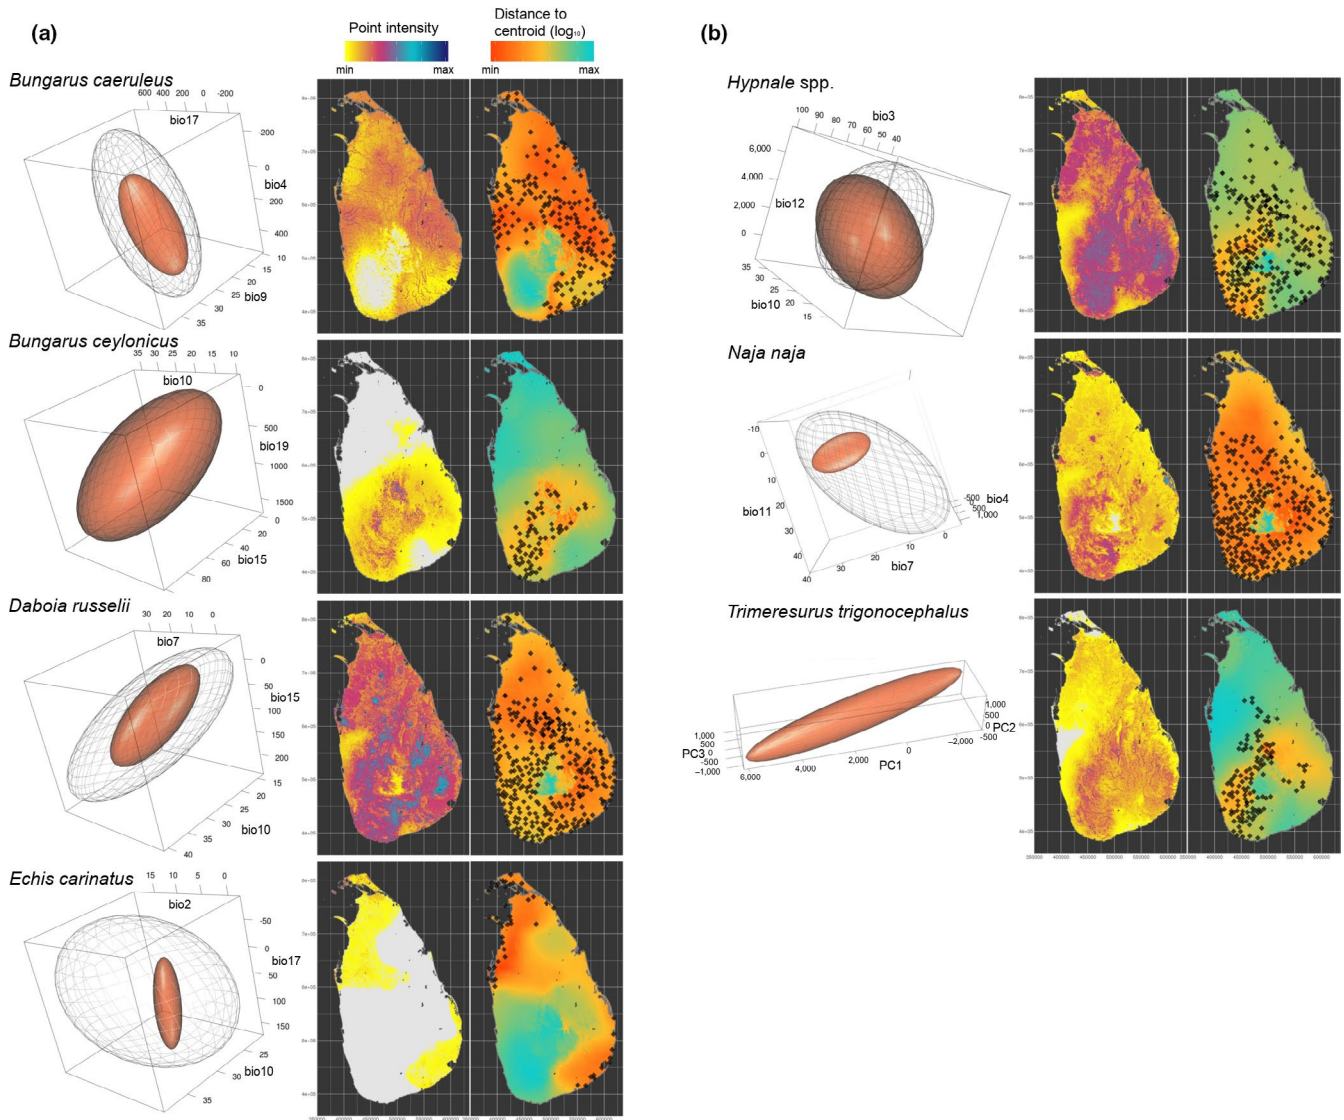 (a)
Point intensity
min max
Distance to
centroid (log₁₀)
min max
Bungarus caeruleus
600 400 200 0 -200
bio17
200
0
bio4
200
400
10
15
20
bio9
25
30
35
Bungarus ceylonicus
35 30 25 20 15 10
bio10
0
500
bio19
1000
1500
0
20
40
bio15
60
80
Daboia russelii
30 20 10 0
bio7
0
50
bio15
100
150
200
15
20
25
bio10
30
35
40
Echis carinatus
15 10 5 0
bio2
-50
0
bio17
50
100
150
25
30
bio10
35
(b)
Hypnale spp.
100 90 80 70 60 50 40
bio3
6,000
4,000
bio12
2,000
0
35
30
25
bio10
20
15
Naja naja
-10
0
10
bio11
20
30
40
40 30 20 10 0
bio7
-500
0
500
1,000
bio4
Trimeresurus trigonocephalus
1,000
500
0
-500
PC2
1,000
500
PC3 0
-500
−1,000
6,000 4,000 2,000 0 −2,000
PC1